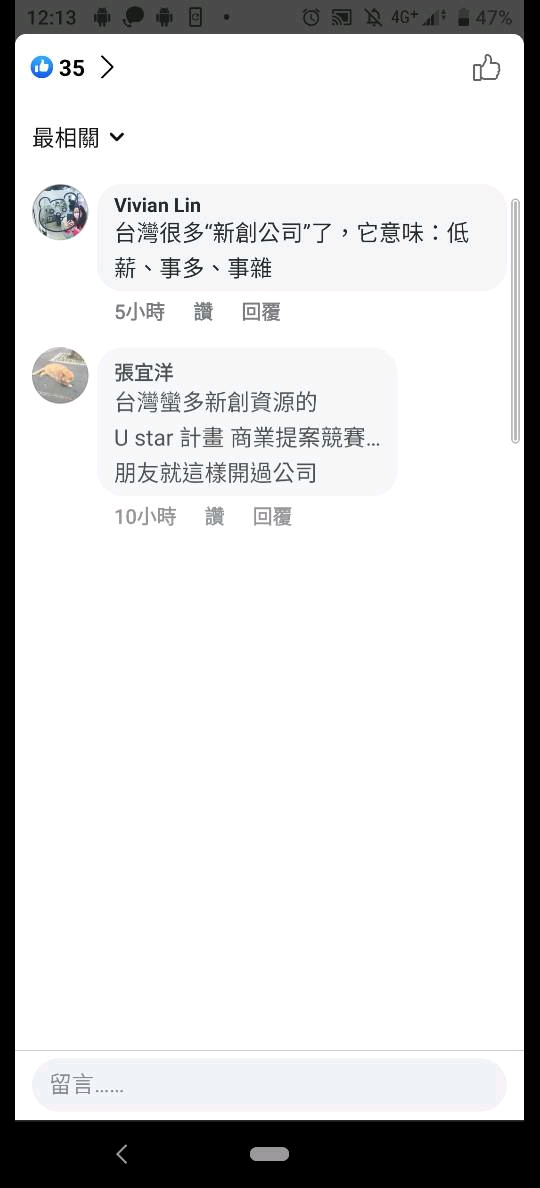 12:13 4G+ 47%
35
最相關
Vivian Lin
台灣很多“新創公司”了，它意味：低
薪、事多、事雜
5小時 讚 回覆
張宜洋
台灣蠻多新創資源的
U star 計畫 商業提案競賽...
朋友就這樣開過公司
10小時 讚 回覆
留言......